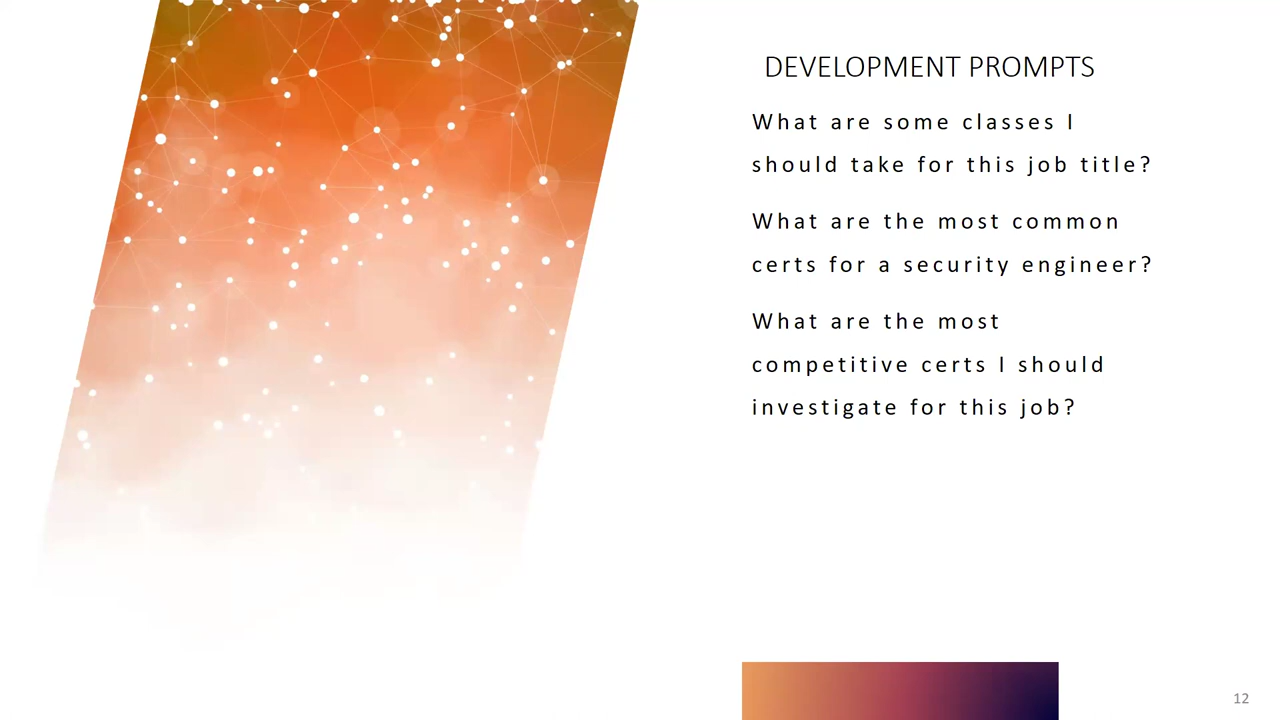 DEVELOPMENT PROMPTS
What are some classes I
should take for this job title?
What are the most common
certs for a security engineer?
What are the most
competitive certs I should
investigate for this job?
12